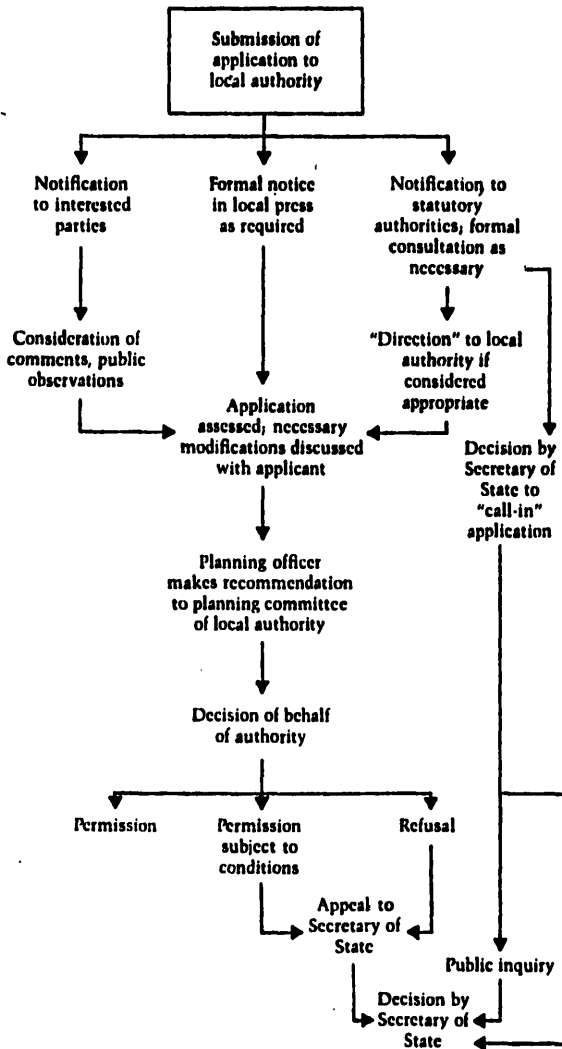 Submission of
application to
local authority
Notification
to interested
parties
Formal notice
in local press
as required
Notification to
statutory
authorities; formal
consultation as
necessary
Consideration of
comments, public
observations
"Direction" to local
authority if
considered
appropriate
Application
assessed; necessary
modifications discussed
with applicant
Decision by
Secretary of
State to
"call-in"
application
Planning officer
makes recommendation
to planning committee
of local authority
Decision of behalf
of authority
Permission
Permission
subject to
conditions
Refusal
Appeal to
Secretary of
State
Public inquiry
Decision by
Secretary of
State